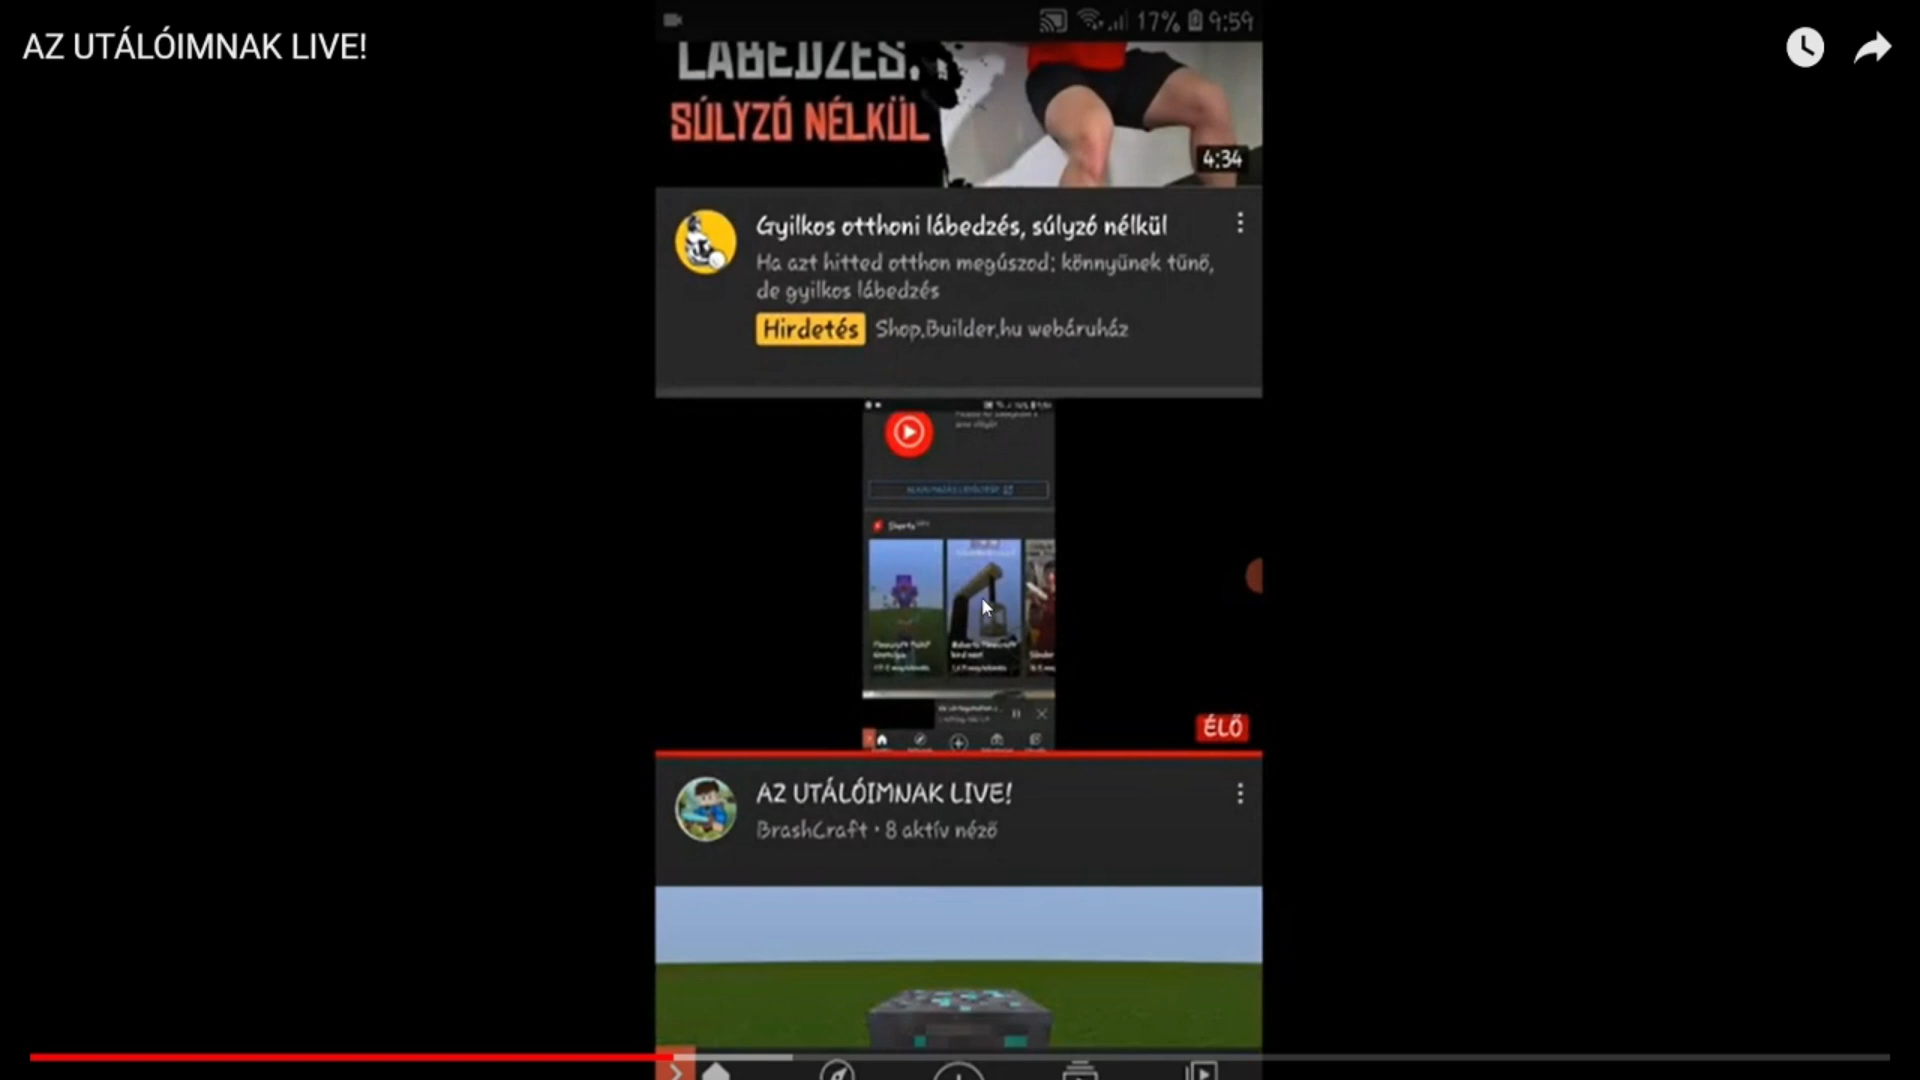 AZ UTÁLÓIMNAK LIVE!
17% 9:59
LÁBEDZÉS,
SÚLYZÓ NÉLKÜL
4:34
Gyilkos otthoni lábedzés, súlyzó nélkül
Ha azt hitted otthon megúszod: könnyűnek tűnő,
de gyilkos lábedzés
Hirdetés Shop.Builder.hu webáruház
Shorts
ÉLŐ
AZ UTÁLÓIMNAK LIVE!
BrashCraft • 8 aktív néző